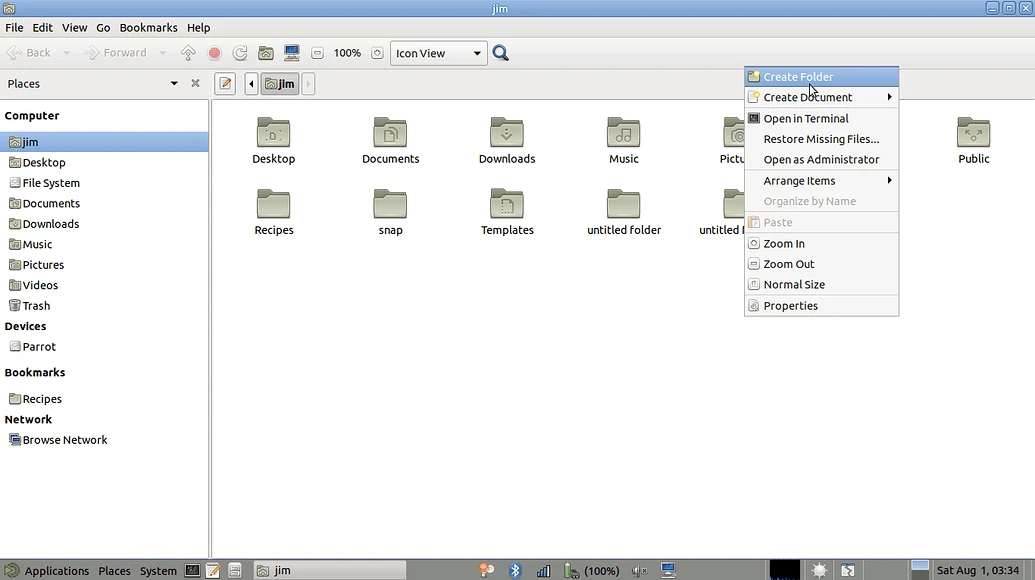 jim
File Edit View Go Bookmarks Help
Back Forward 100% Icon View
Places jim
Computer
jim
Desktop
File System
Documents
Downloads
Music
Pictures
Videos
Trash
Devices
Parrot
Bookmarks
Recipes
Network
Browse Network
Desktop Documents Downloads Music Public
Recipes snap Templates untitled folder untitled
Create Folder
Create Document
Open in Terminal
Restore Missing Files...
Open as Administrator
Arrange Items
Organize by Name
Paste
Zoom In
Zoom Out
Normal Size
Properties
Applications Places System jim (100%) Sat Aug 1, 03:34